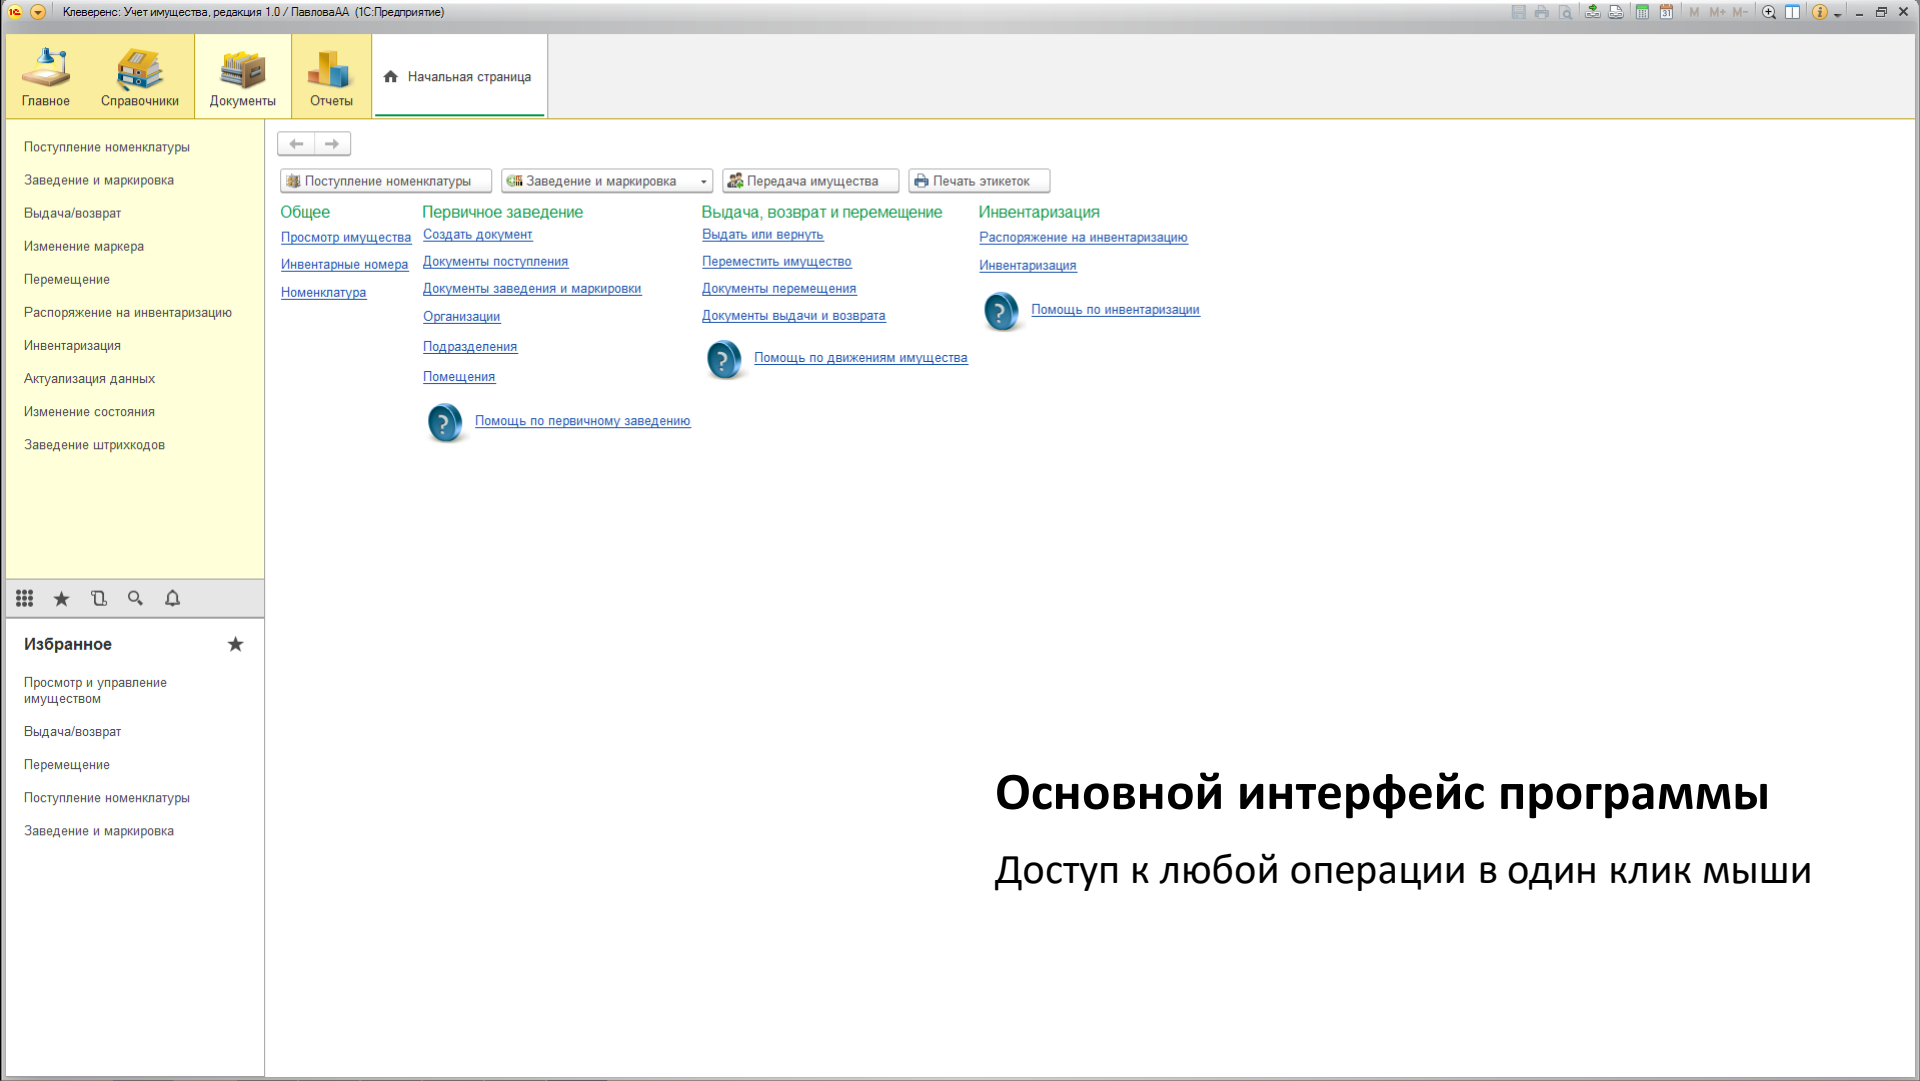 Клеверенс: Учет имущества, редакция 1.0 / ПавловаАА (1С:Предприятие)
M M+ M-
Главное
Справочники
Документы
Отчеты
Начальная страница
Поступление номенклатуры
Заведение и маркировка
Выдача/возврат
Изменение маркера
Перемещение
Распоряжение на инвентаризацию
Инвентаризация
Актуализация данных
Изменение состояния
Заведение штрихкодов
Избранное
Просмотр и управление
имуществом
Выдача/возврат
Перемещение
Поступление номенклатуры
Заведение и маркировка
Поступление номенклатуры
Заведение и маркировка
Передача имущества
Печать этикеток
Общее
Просмотр имущества
Инвентарные номера
Номенклатура
Первичное заведение
Создать документ
Документы поступления
Документы заведения и маркировки
Организации
Подразделения
Помещения
Помощь по первичному заведению
Выдача, возврат и перемещение
Выдать или вернуть
Переместить имущество
Документы перемещения
Документы выдачи и возврата
Помощь по движениям имущества
Инвентаризация
Распоряжение на инвентаризацию
Инвентаризация
Помощь по инвентаризации
Основной интерфейс программы
Доступ к любой операции в один клик мыши